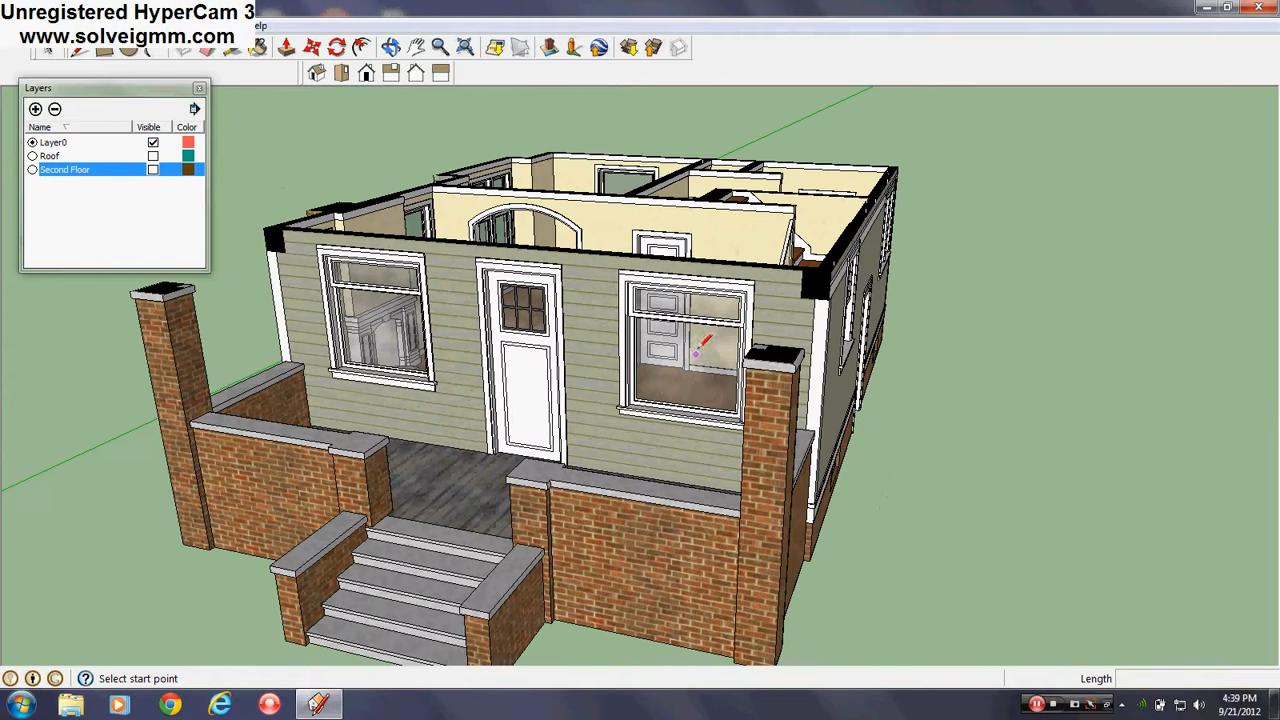 Unregistered HyperCam 3
www.solveigmm.com
elp
Layers
Name Visible Color
Layer0
Roof
Second Floor
Select start point
Length
4:39 PM
9/21/2012